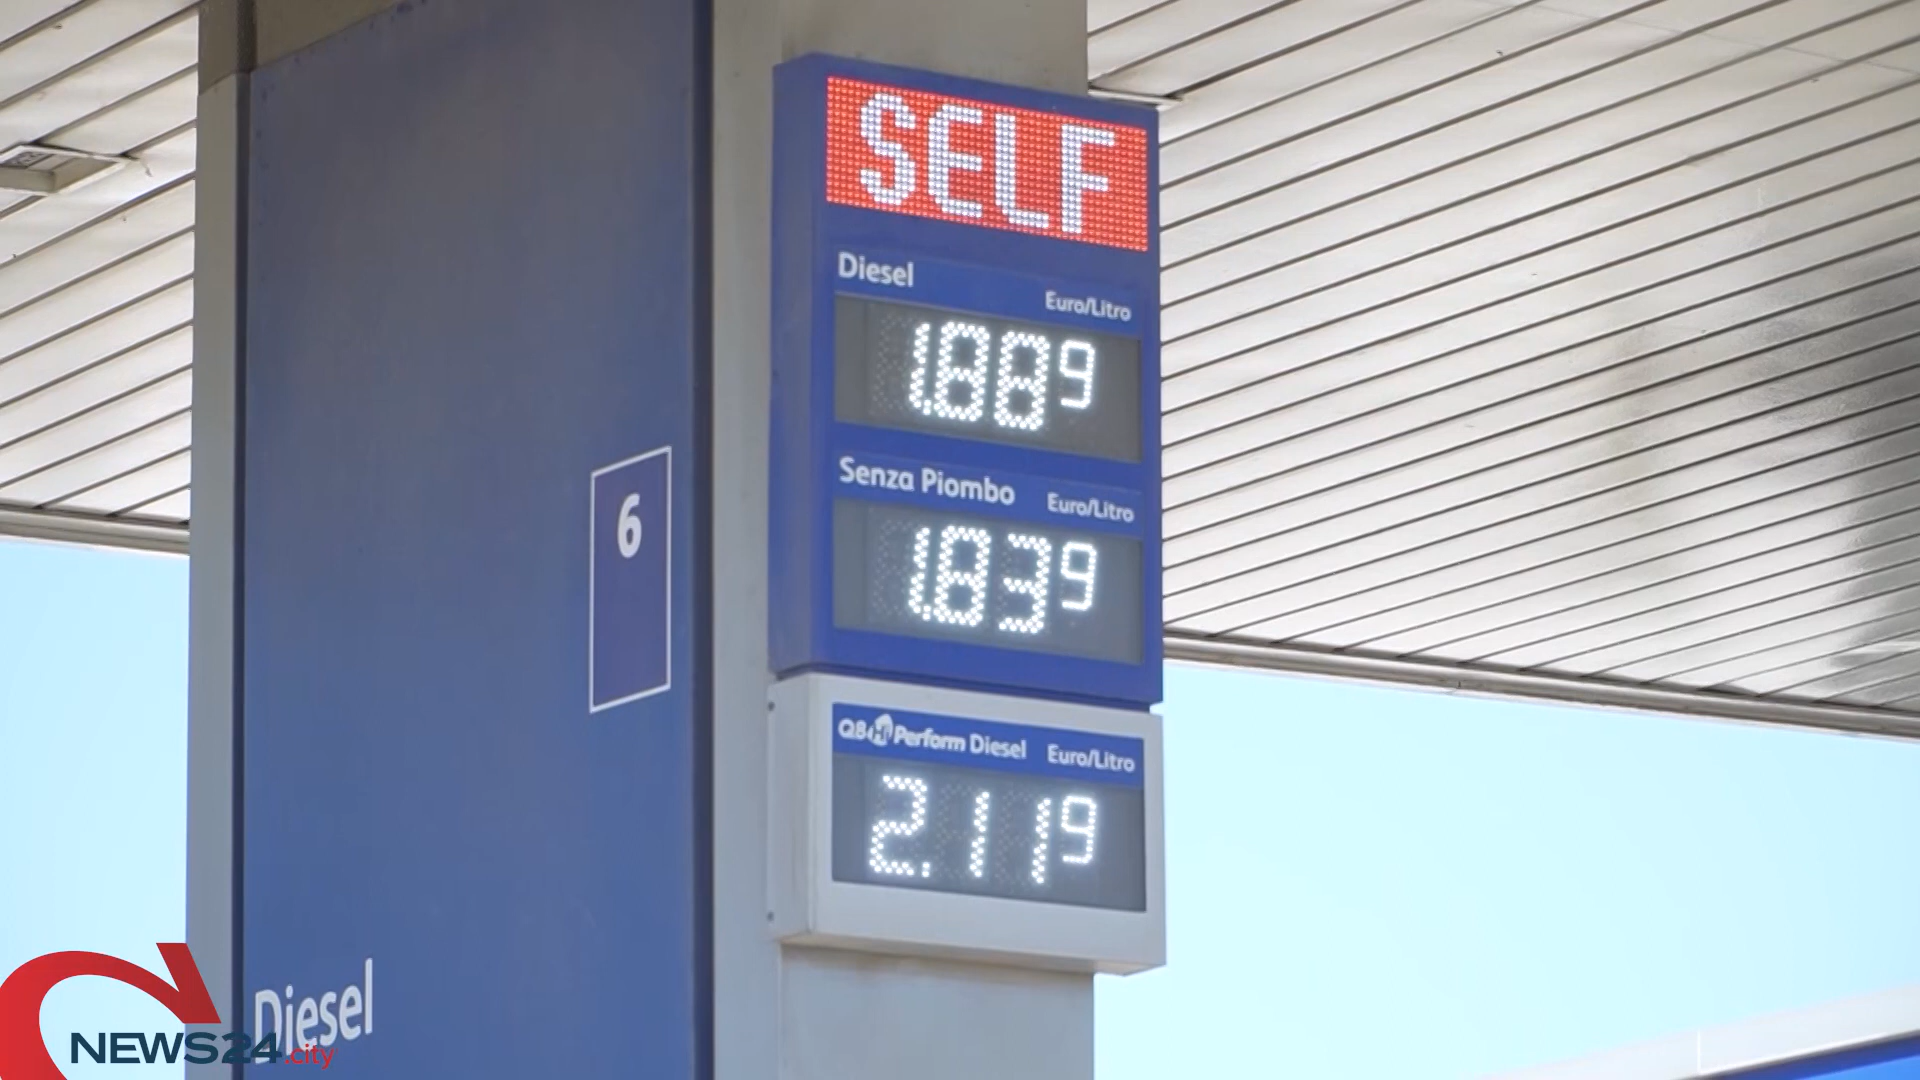 SELF
Diesel
Euro/Litro
1.889
Senza Piombo Euro/Litro
1.839
6
Q8 Hi Perform Diesel Euro/Litro
2.119
Diesel
NEWS24.city